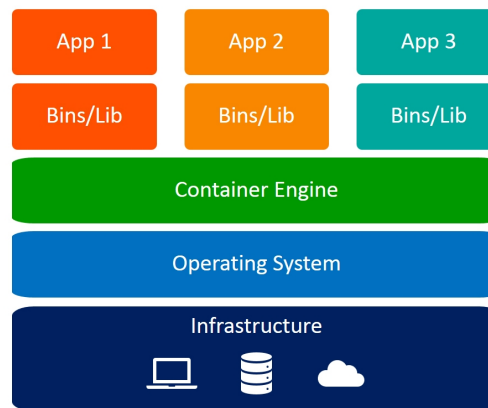 App 1 App 2 App 3
Bins/Lib Bins/Lib Bins/Lib
Container Engine
Operating System
Infrastructure